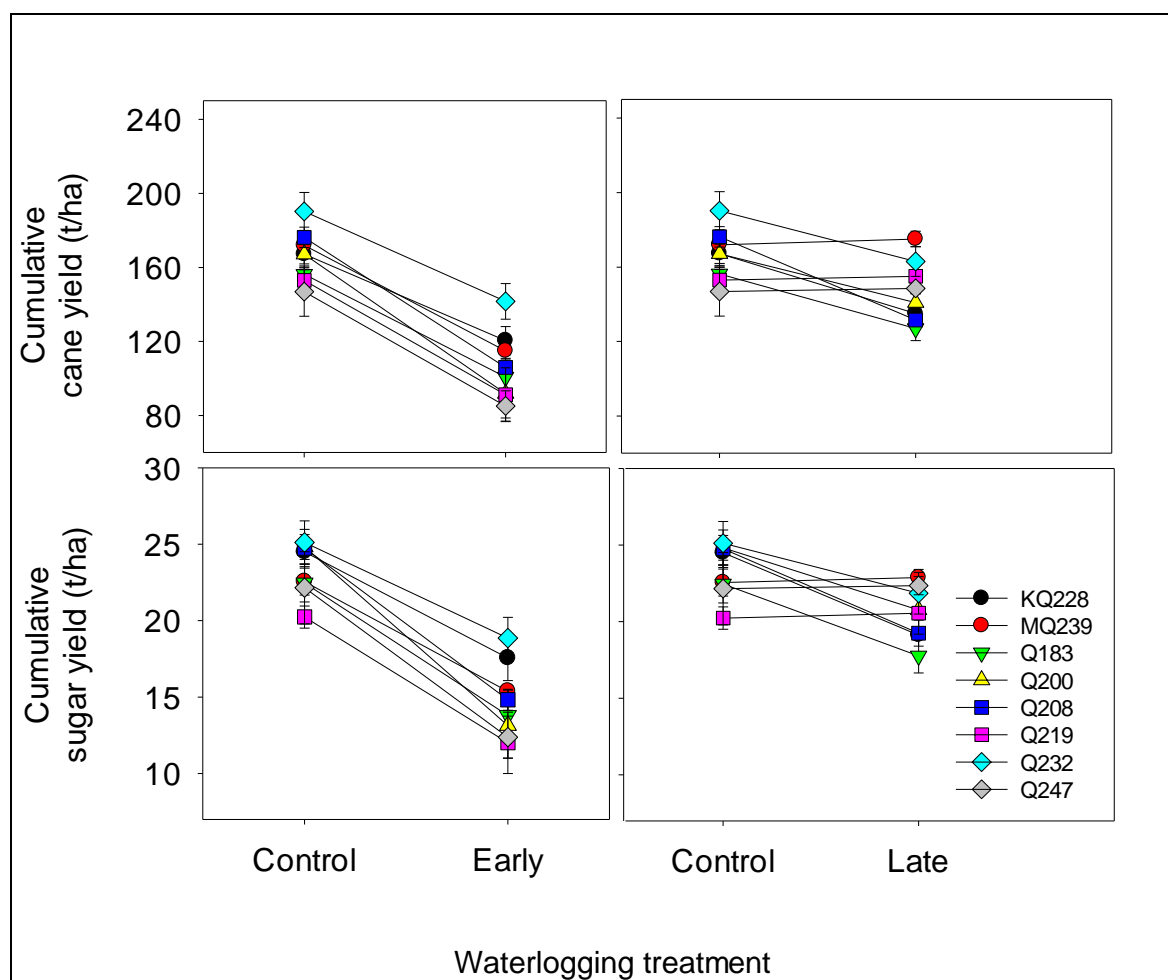 Cumulative
cane yield (t/ha)
240
200
160
120
80
Cumulative
sugar yield (t/ha)
30
25
20
15
10
KQ228
MQ239
Q183
Q200
Q208
Q219
Q232
Q247
Control
Early
Control
Late
Waterlogging treatment